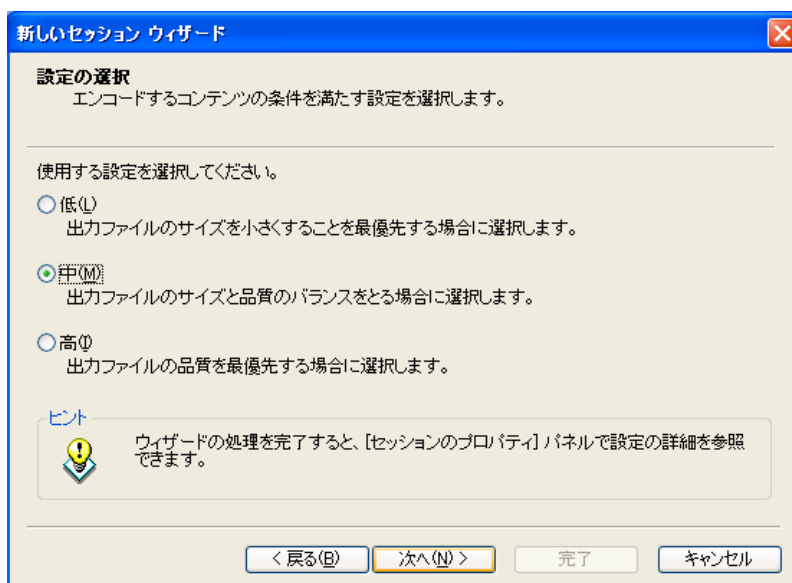 新しいセッション ウィザード
設定の選択
エンコードするコンテンツの条件を満たす設定を選択します。
使用する設定を選択してください。
低(L)
出力ファイルのサイズを小さくすることを最優先する場合に選択します。
中(M)
出力ファイルのサイズと品質のバランスをとる場合に選択します。
高(I)
出力ファイルの品質を最優先する場合に選択します。
ヒント
ウィザードの処理を完了すると、[セッションのプロパティ] パネルで設定の詳細を参照
できます。
< 戻る(B)
次へ(N) >
完了
キャンセル